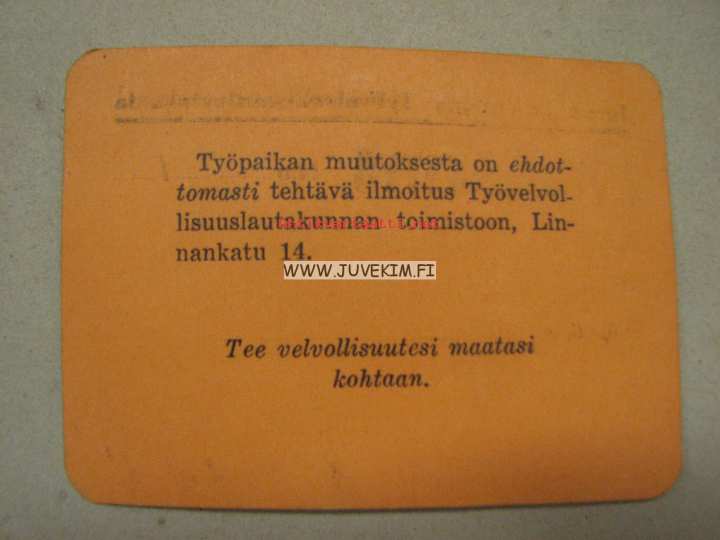 Työpaikan muutoksesta on ehdot-
tomasti tehtävä ilmoitus Työvelvol-
lisuuslautakunnan toimistoon, Lin-
nankatu 14.
WWW.JUVEKIM.FI
Tee velvollisuutesi maatasi
kohtaan.